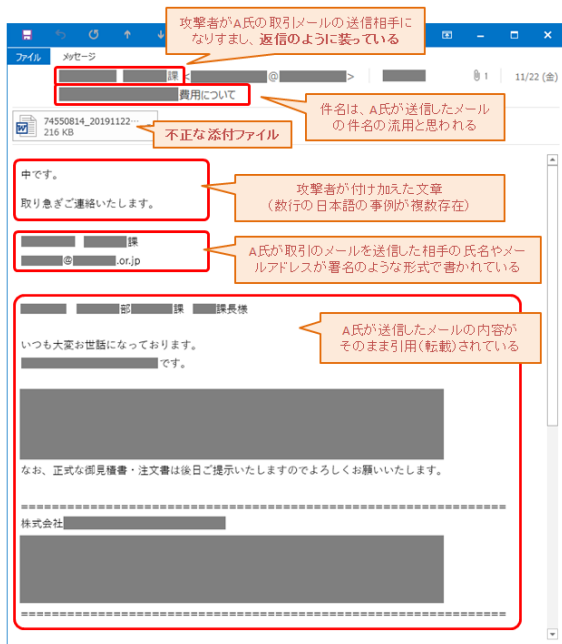 攻撃者がA氏の取引メールの送信相手に
なりすまし、返信のように装っている
ファイル
メッセージ
課 <
@
>
1
11/22 (金)
費用について
件名は、A氏が送信したメール
の件名の流用と思われる
74550814_20191122…
216 KB
不正な添付ファイル
中です。
取り急ぎご連絡いたします。
攻撃者が付け加えた文章
(数行の日本語の事例が複数存在)
課
@
.or.jp
A氏が取引のメールを送信した相手の氏名やメー
ルアドレスが署名のような形式で書かれている
部
課
課長様
A氏が送信したメールの内容が
そのまま引用(転載)されている
いつも大変お世話になっております。
です。
なお、正式な御見積書・注文書は後日ご提示いたしますのでよろしくお願いいたします。
==============================================================
株式会社
==============================================================